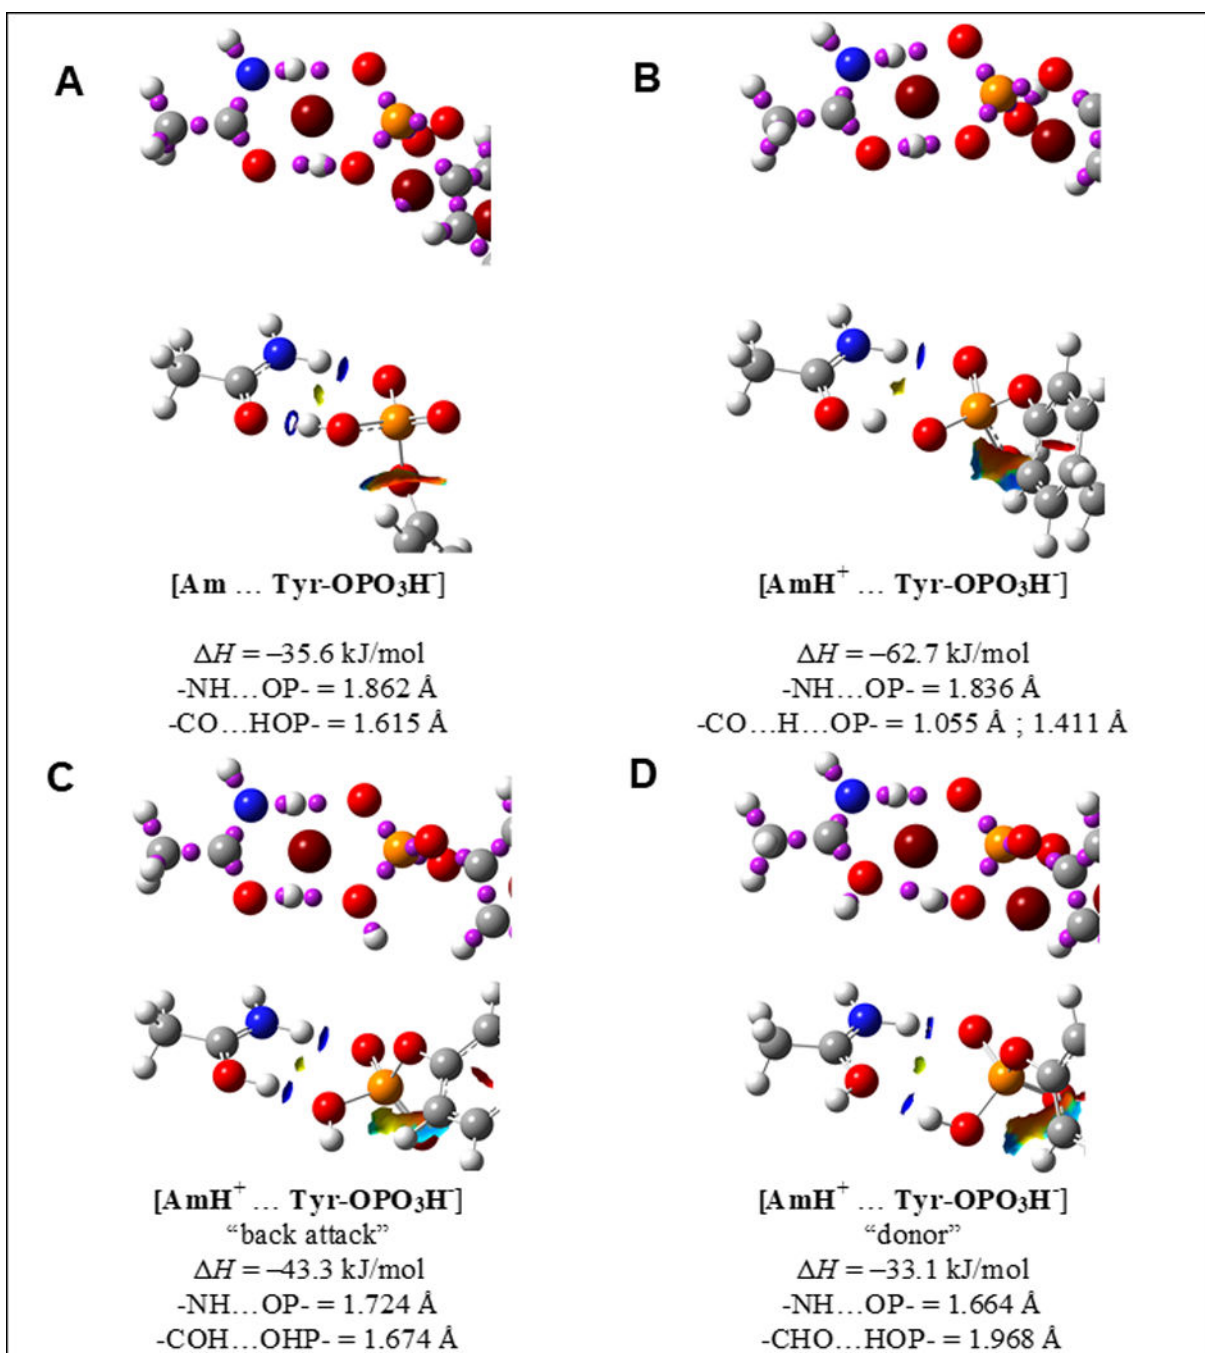 A
B
[Am … Tyr-OPO₃H⁻]
ΔH = –35.6 kJ/mol
-NH…OP- = 1.862 Å
-CO…HOP- = 1.615 Å
[AmH⁺ … Tyr-OPO₃H⁻]
ΔH = –62.7 kJ/mol
-NH…OP- = 1.836 Å
-CO…H…OP- = 1.055 Å ; 1.411 Å
C
D
[AmH⁺ … Tyr-OPO₃H⁻]
“back attack”
ΔH = –43.3 kJ/mol
-NH…OP- = 1.724 Å
-COH…OHP- = 1.674 Å
[AmH⁺ … Tyr-OPO₃H⁻]
“donor”
ΔH = –33.1 kJ/mol
-NH…OP- = 1.664 Å
-CHO…HOP- = 1.968 Å